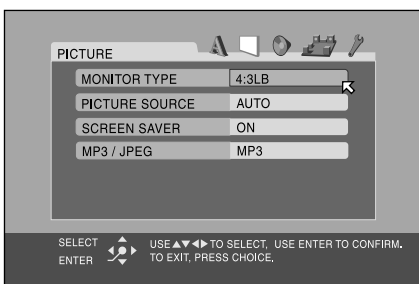 PICTURE
MONITOR TYPE 4:3LB
PICTURE SOURCE AUTO
SCREEN SAVER ON
MP3 / JPEG MP3
SELECT USE▲▼◀▶ TO SELECT, USE ENTER TO CONFIRM.
ENTER TO EXIT, PRESS CHOICE.